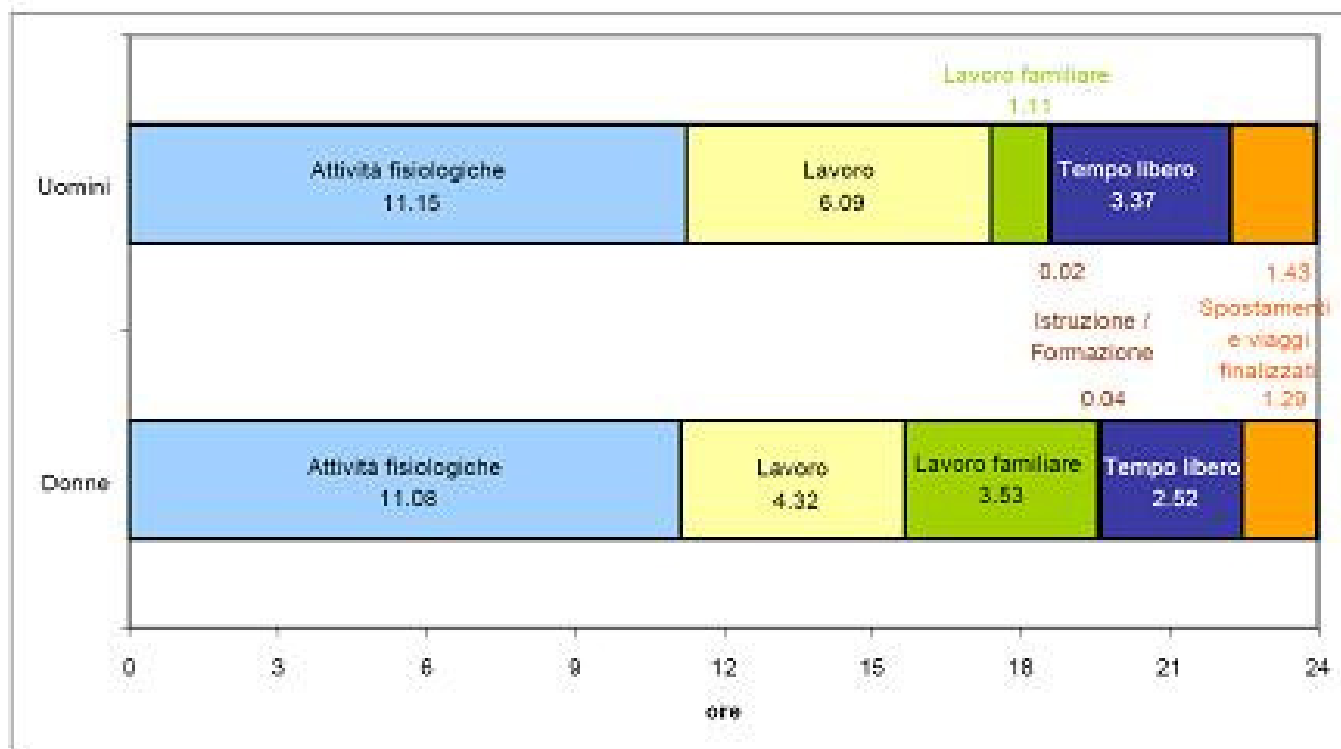 Lavoro familiare
1.11
Uomini
Attività fisiologiche
11.15
Lavoro
6.09
Tempo libero
3.37
0.02
Istruzione /
Formazione
0.04
1.43
Spostamenti
e viaggi
finalizzati
1.29
Donne
Attività fisiologiche
11.08
Lavoro
4.32
Lavoro familiare
3.53
Tempo libero
2.52
0
3
6
9
12
15
18
21
24
ore